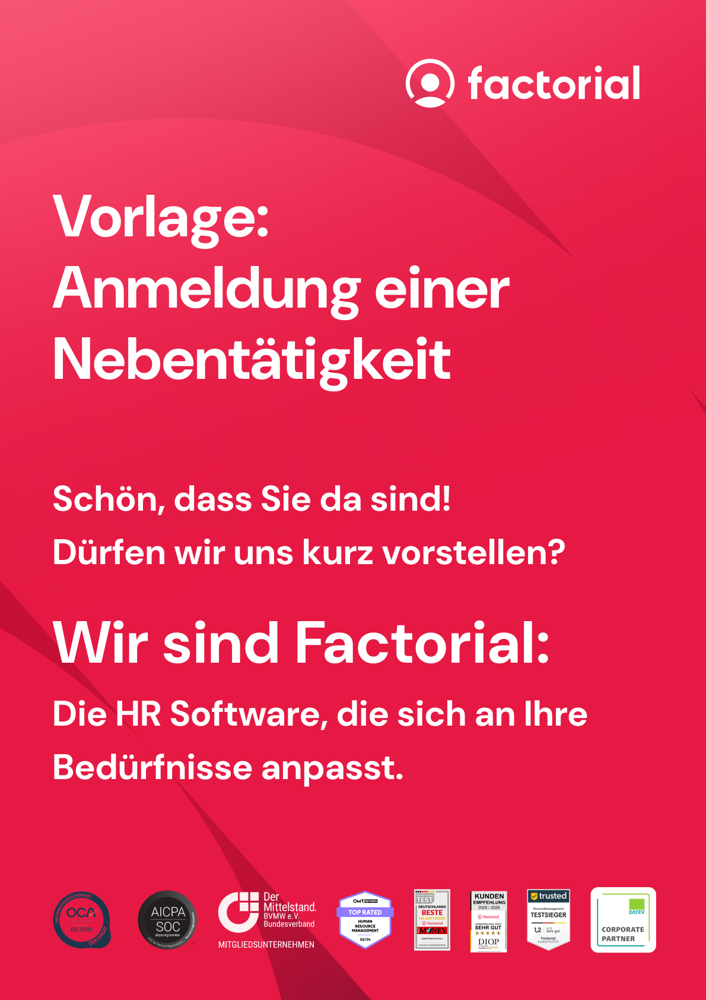 factorial
Vorlage:
Anmeldung einer
Nebentätigkeit
Schön, dass Sie da sind!
Dürfen wir uns kurz vorstellen?
Wir sind Factorial:
Die HR Software, die sich an Ihre
Bedürfnisse anpasst.
INFORMATIONSSICHERHEIT
OCA
ISO 27001
ZERTIFIKAT
AICPA
SOC
aicpa.org/soc4so
SOC for Service Organizations | Service Organizations
Der
Mittelstand.
BVMW e.V.
Bundesverband
MITGLIEDSUNTERNEHMEN
OMR REVIEWS
TOP RATED
HUMAN
RESOURCE
MANAGEMENT
Q2/24
DEUTSCHLAND
TEST
DEUTSCHLANDS
BESTE
HR-SOFTWARE
factorial
MONEY
KUNDEN
EMPFEHLUNG
2025 / 2026
factorial
SEHR GUT
DIQP
trusted
Personalmanagement
TESTSIEGER
1,2
NOTE
Sehr gut
Factorial
trusted 02/2023
DATEV
CORPORATE
PARTNER